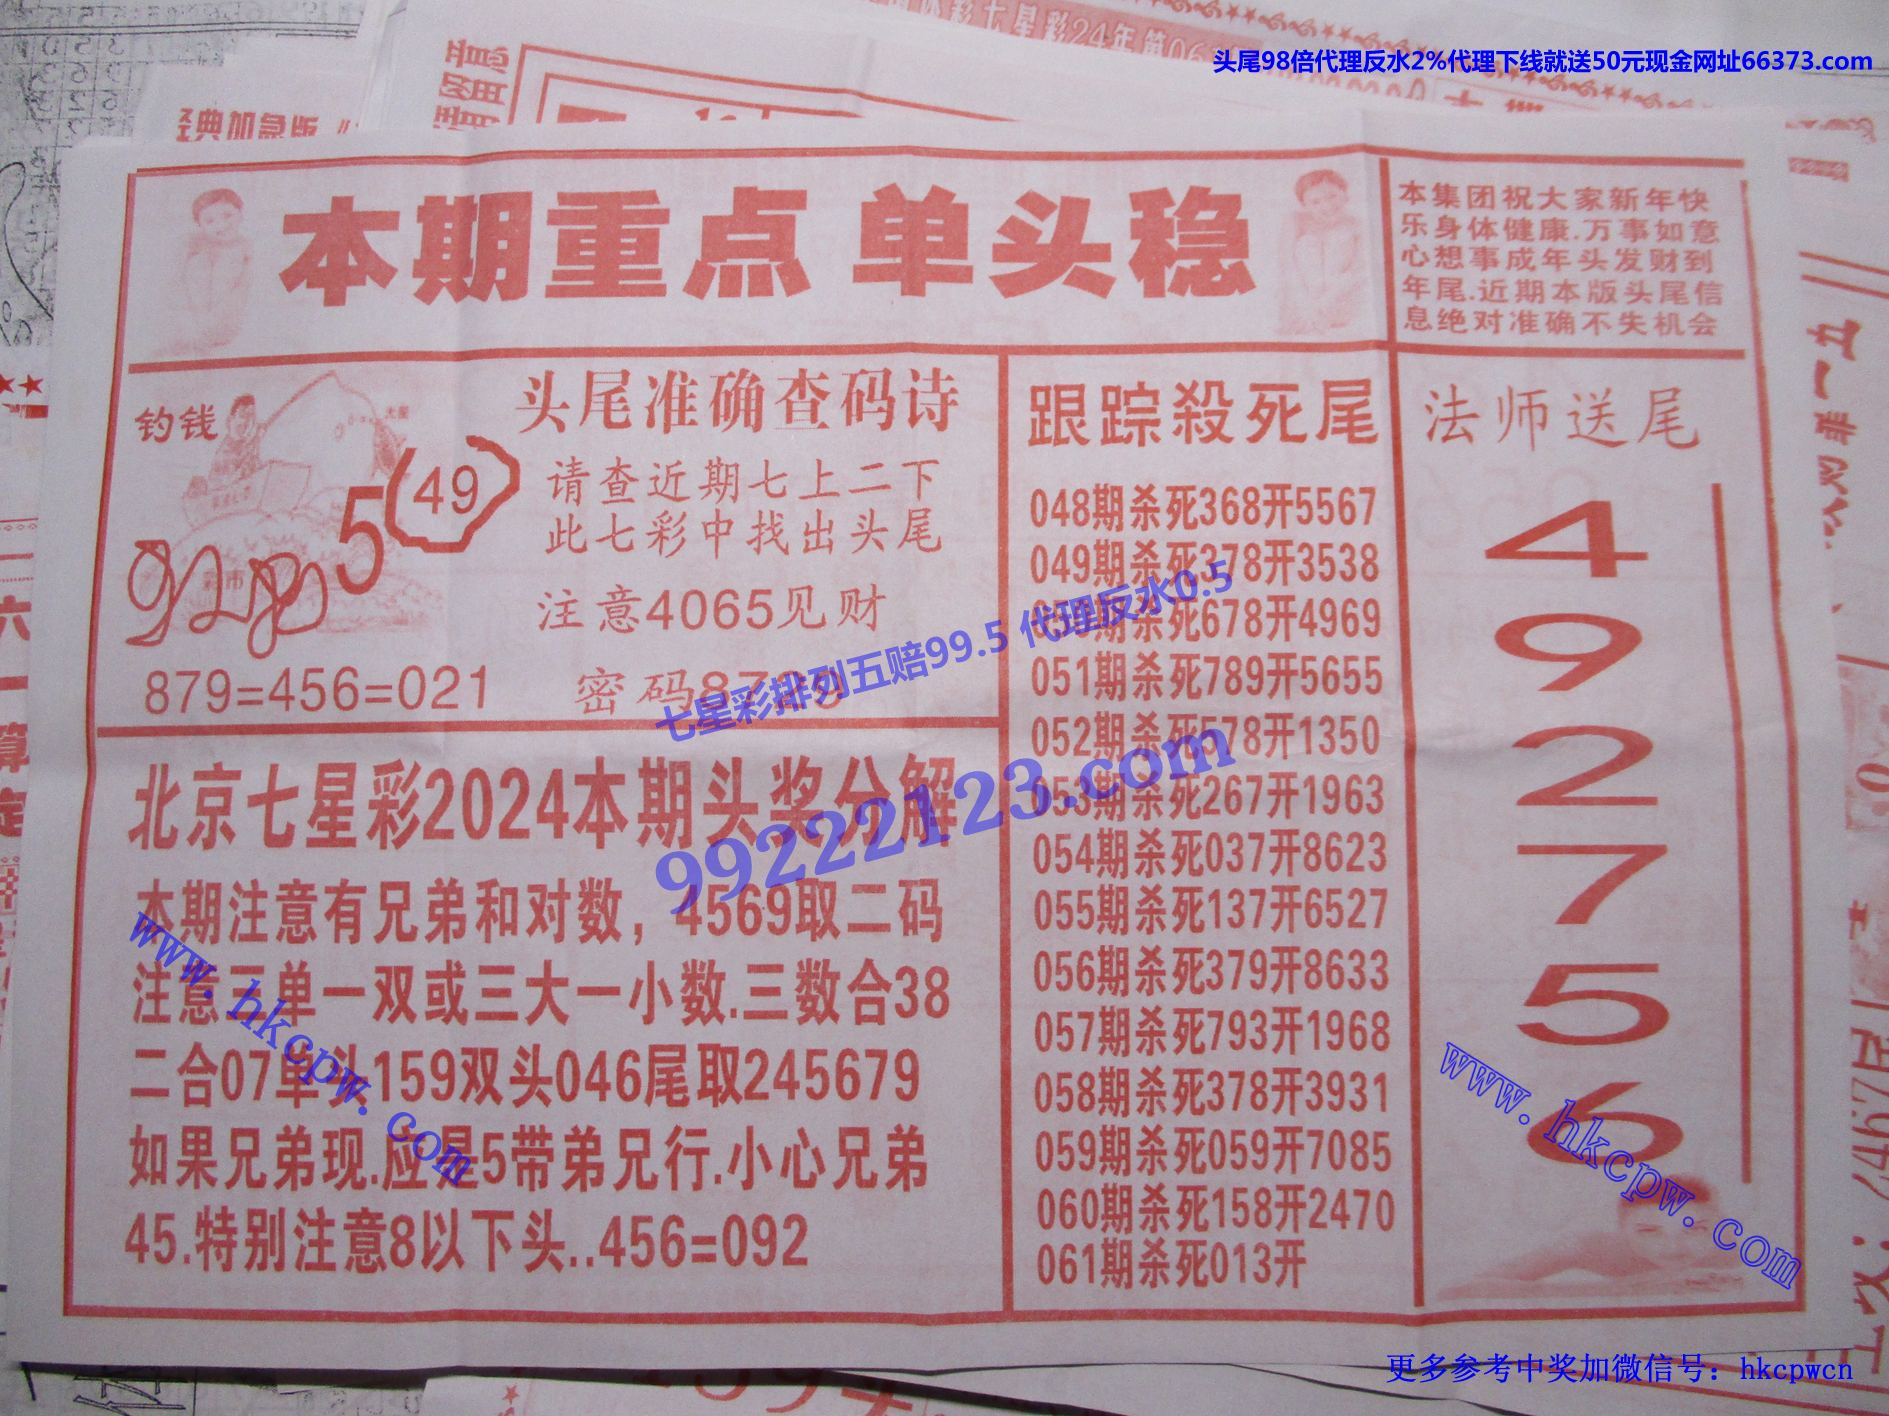 头尾98倍代理反水2%代理下线就送50元现金网址66373.com
经典加急版
本期重点 单头稳
本集团祝大家新年快
乐身体健康.万事如意
心想事成年头发财到
年尾.近期本版头尾信
息绝对准确不失机会
钓钱
5
(49)
头尾准确查码诗
请查近期七上二下
此七彩中找出头尾
注意4065见财
879=456=021
密码87
跟踪殺死尾
048期杀死368开5567
049期杀死378开3538
050期杀死678开4969
051期杀死789开5655
052期杀死578开1350
053期杀死267开1963
054期杀死037开8623
055期杀死137开6527
056期杀死379开8633
057期杀死793开1968
058期杀死378开3931
059期杀死059开7085
060期杀死158开2470
061期杀死013开
法师送尾
4
9
2
7
5
6
北京七星彩2024本期头奖分解
本期注意有兄弟和对数，4569取二码
注意三单一双或三大一小数.三数合38
二合07单头159双头046尾取245679
如果兄弟现.应是5带弟兄行.小心兄弟
45.特别注意8以下头..456=092
七星彩排列五赔99.5 代理反水0.5
99222123.com
www.hkcpw.com
www.hkcpw.com
更多参考中奖加微信号：hkcpwcn